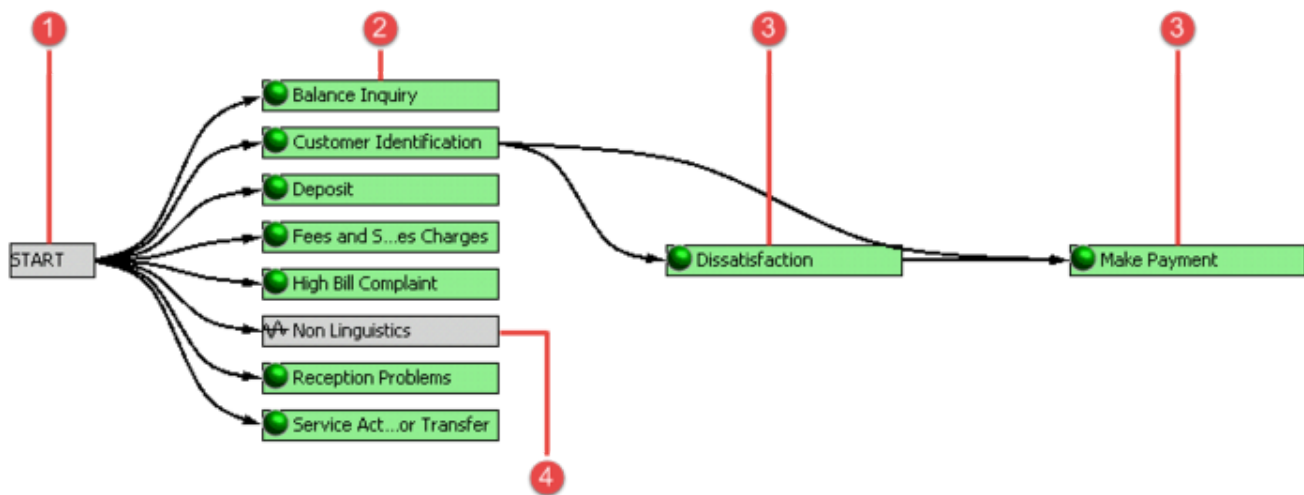 1
2
3
3
Balance Inquiry
Customer Identification
Deposit
Fees and S...es Charges
START
Dissatisfaction
Make Payment
High Bill Complaint
Non Linguistics
Reception Problems
Service Act...or Transfer
4